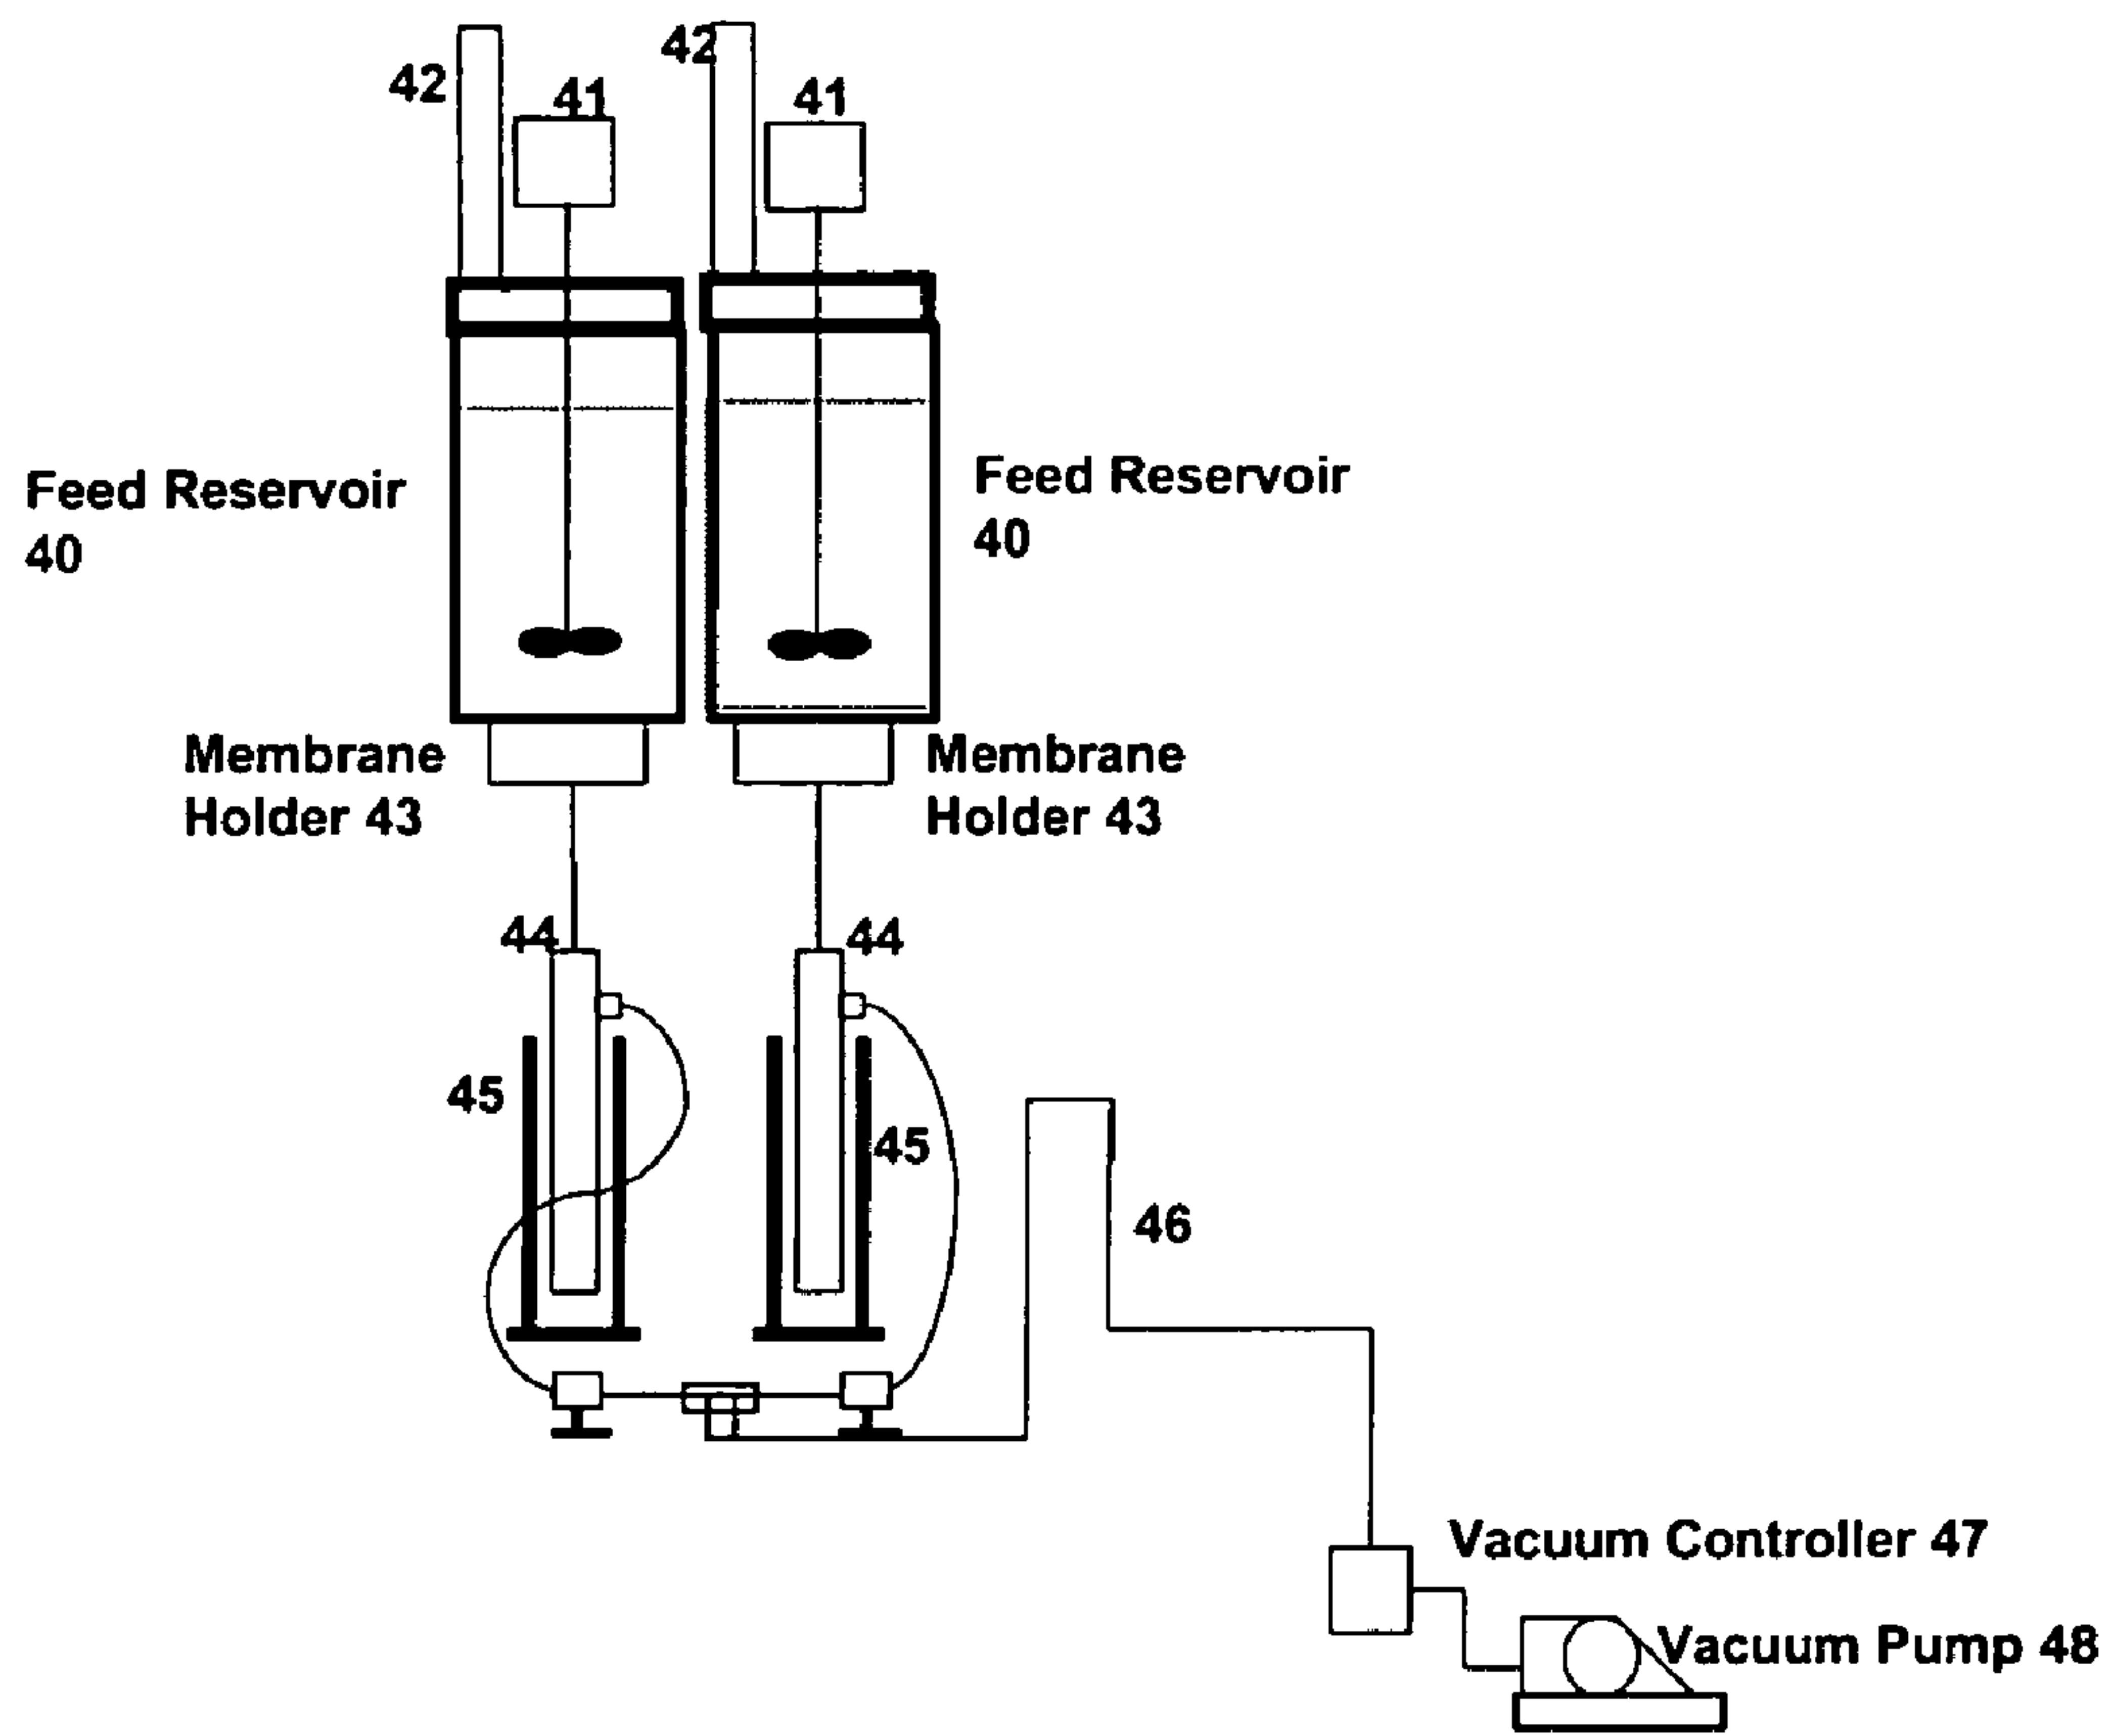 42
42
41
41
Feed Reservoir
40
Feed Reservoir
40
Membrane
Holder 43
Membrane
Holder 43
44
44
45
45
46
Vacuum Controller 47
Vacuum Pump 48